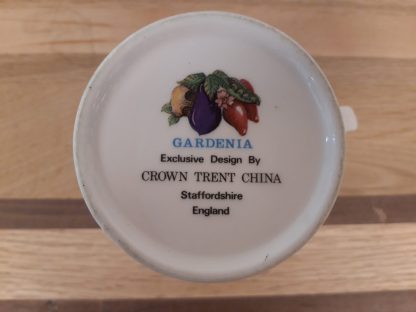 GARDENIA
Exclusive Design By
CROWN TRENT CHINA
Staffordshire
England